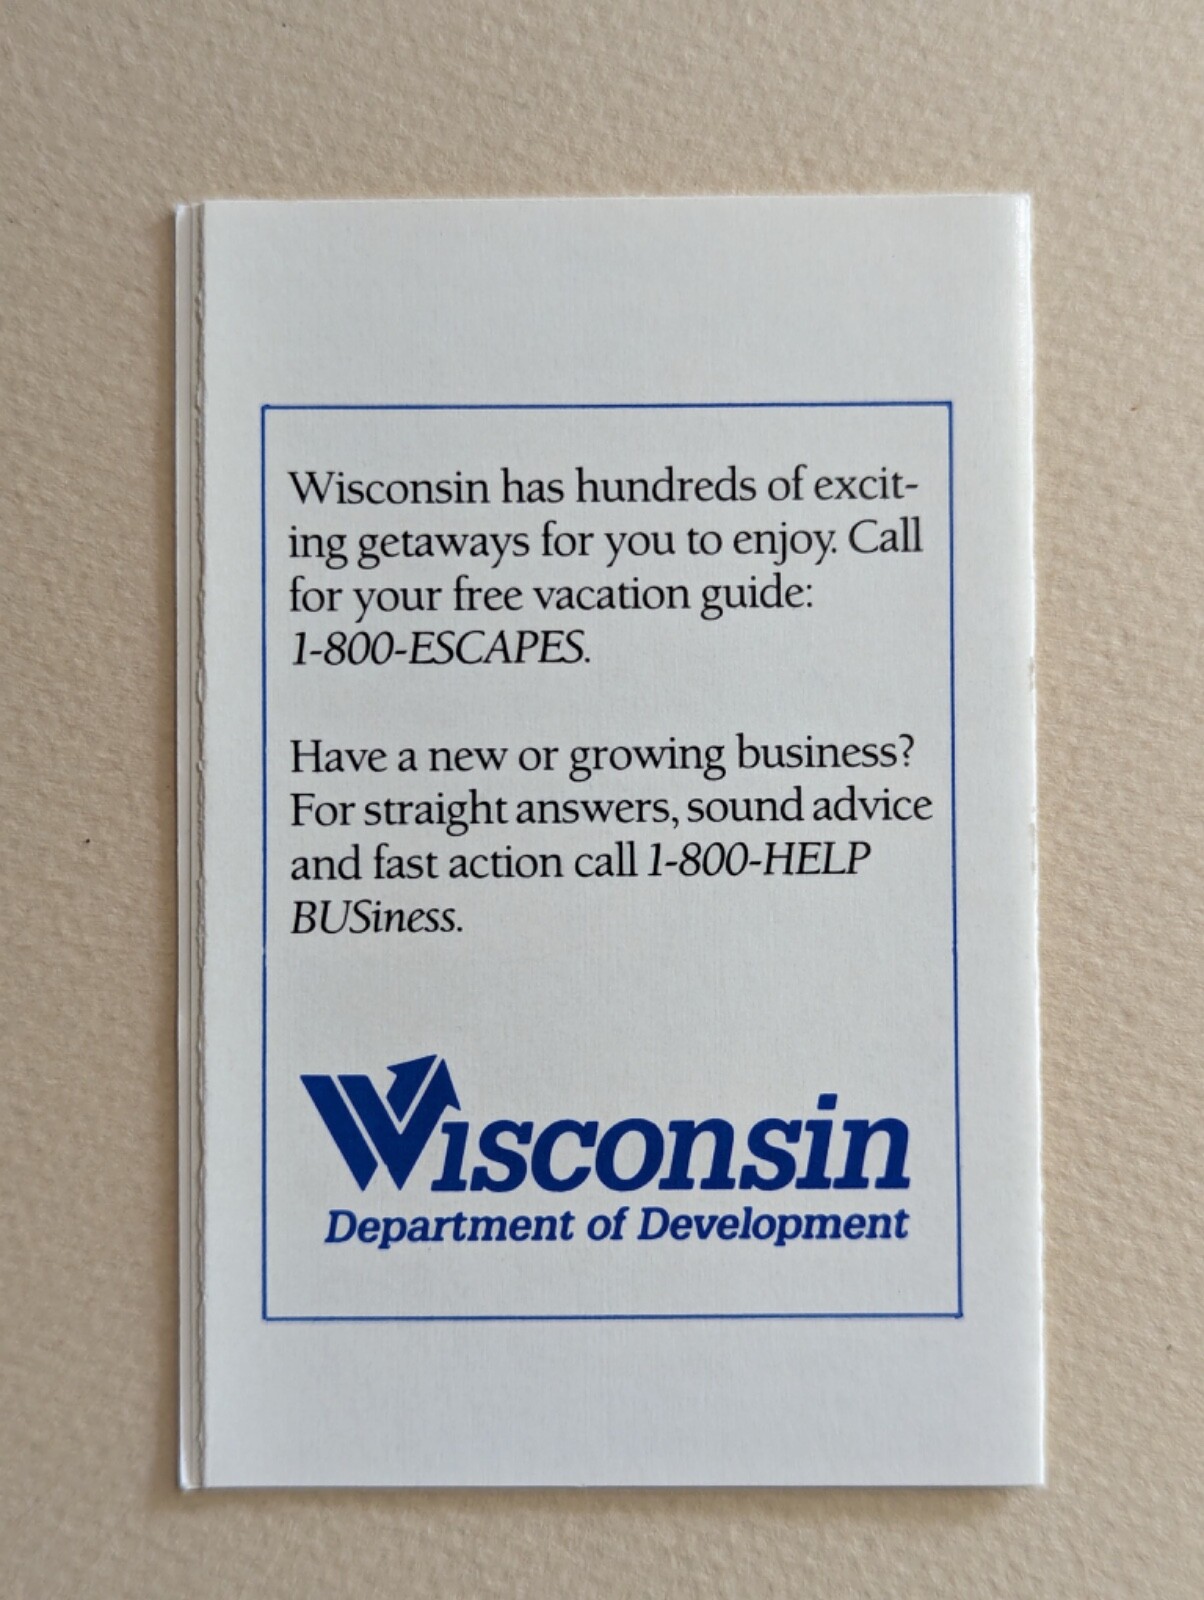 Wisconsin has hundreds of excit-
ing getaways for you to enjoy. Call
for your free vacation guide:
1-800-ESCAPES.
Have a new or growing business?
For straight answers, sound advice
and fast action call 1-800-HELP
BUSiness.
Wisconsin
Department of Development